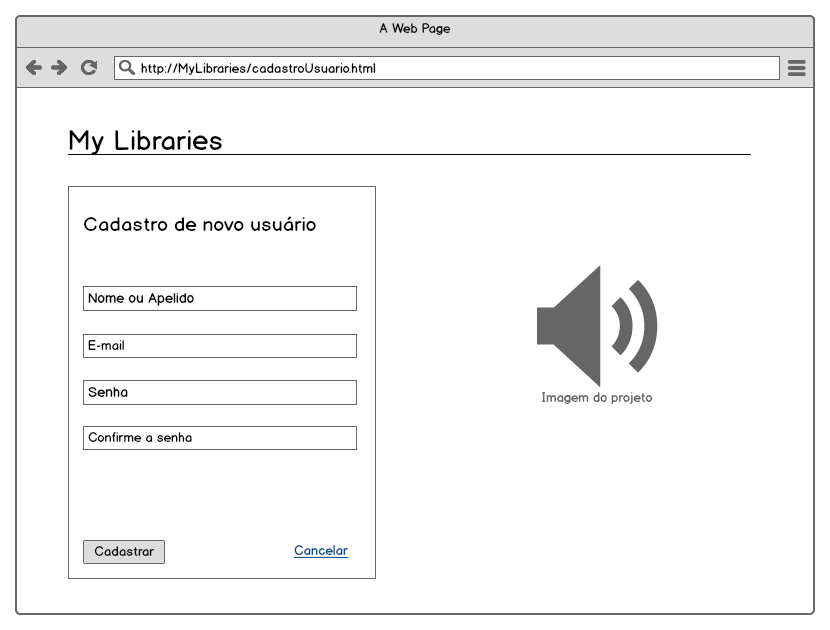 A Web Page
http://MyLibraries/cadastroUsuario.html
My Libraries
Cadastro de novo usuário
Nome ou Apelido
E-mail
Senha
Confirme a senha
Cadastrar Cancelar
Imagem do projeto